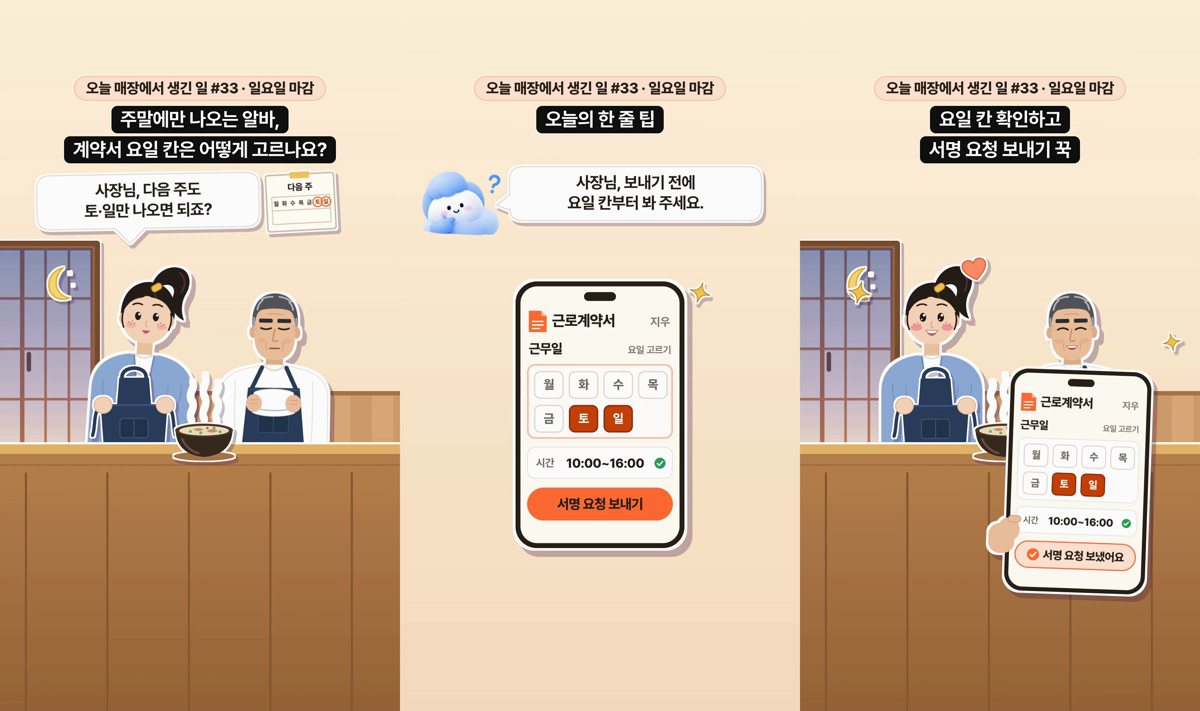 오늘 매장에서 생긴 일 #33 · 일요일 마감
주말에만 나오는 알바,
계약서 요일 칸은 어떻게 고르나요?
사장님, 다음 주도
토·일만 나오면 되죠?
다음 주
월 화 수 목 금 토 일
오늘 매장에서 생긴 일 #33 · 일요일 마감
오늘의 한 줄 팁
?
사장님, 보내기 전에
요일 칸부터 봐 주세요.
근로계약서 지우
근무일 요일 고르기
월 화 수 목
금 토 일
시간 10:00~16:00
서명 요청 보내기
오늘 매장에서 생긴 일 #33 · 일요일 마감
요일 칸 확인하고
서명 요청 보내기 꾹
근로계약서 지우
근무일 요일 고르기
월 화 수 목
금 토 일
시간 10:00~16:00
서명 요청 보냈어요